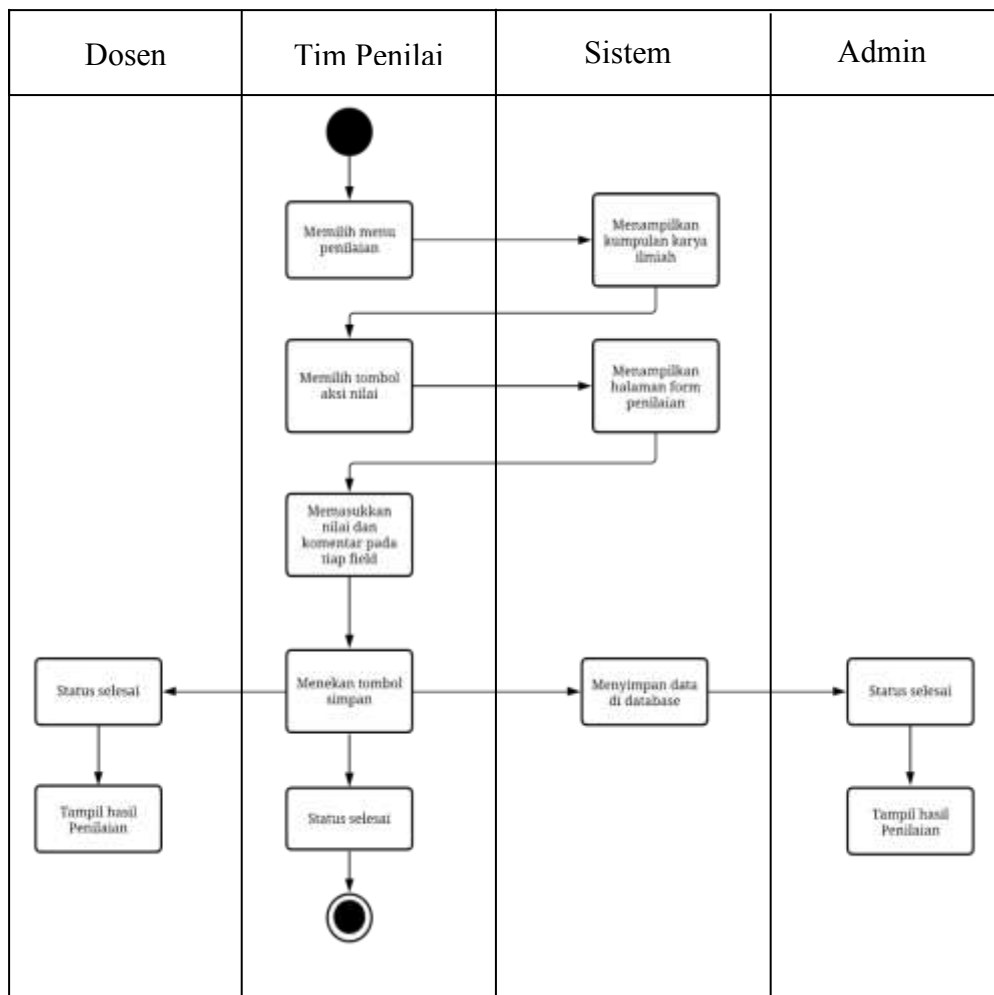 Dosen
Tim Penilai
Sistem
Admin
Memilih menu
penilaian
Menampilkan
kumpulan karya
ilmiah
Memilih tombol
aksi nilai
Menampilkan
halaman form
penilaian
Memasukkan
nilai dan
komentar pada
tiap field
Status selesai
Menekan tombol
simpan
Menyimpan data
di database
Status selesai
Tampil hasil
Penilaian
Status selesai
Tampil hasil
Penilaian